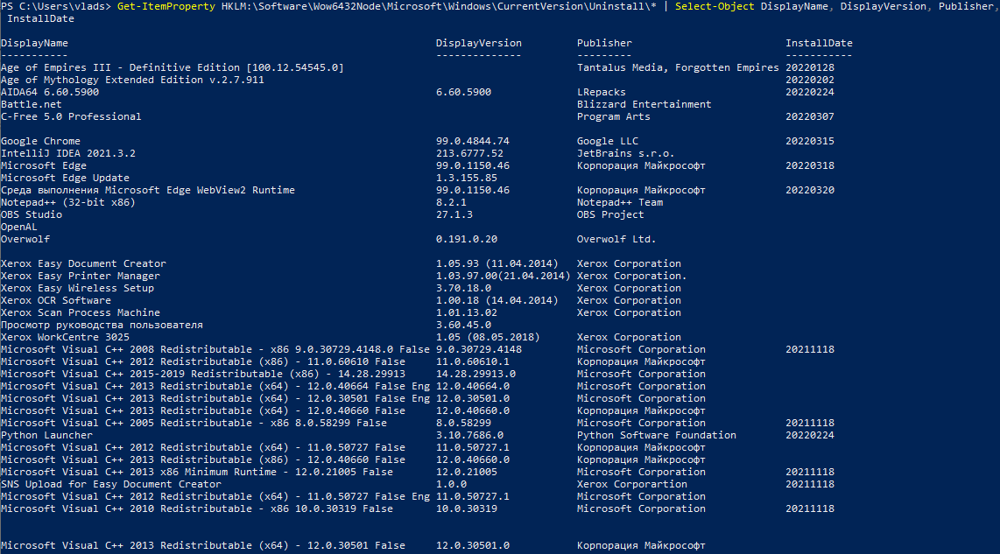 PS C:\Users\vlads> Get-ItemProperty HKLM:\Software\Wow6432Node\Microsoft\Windows\CurrentVersion\Uninstall\* | Select-Object DisplayName, DisplayVersion, Publisher,
InstallDate
DisplayName DisplayVersion Publisher InstallDate
----------- -------------- --------- -----------
Age of Empires III - Definitive Edition [100.12.54545.0] Tantalus Media, Forgotten Empires 20220128
Age of Mythology Extended Edition v.2.7.911 20220202
AIDA64 6.60.5900 6.60.5900 LRepacks 20220224
Battle.net Blizzard Entertainment
C-Free 5.0 Professional Program Arts 20220307
Google Chrome 99.0.4844.74 Google LLC 20220315
IntelliJ IDEA 2021.3.2 213.6777.52 JetBrains s.r.o.
Microsoft Edge 99.0.1150.46 Корпорация Майкрософт 20220318
Microsoft Edge Update 1.3.155.85
Среда выполнения Microsoft Edge WebView2 Runtime 99.0.1150.46 Корпорация Майкрософт 20220320
Notepad++ (32-bit x86) 8.2.1 Notepad++ Team
OBS Studio 27.1.3 OBS Project
OpenAL
Overwolf 0.191.0.20 Overwolf Ltd.
Xerox Easy Document Creator 1.05.93 (11.04.2014) Xerox Corporation
Xerox Easy Printer Manager 1.03.97.00(21.04.2014) Xerox Corporation.
Xerox Easy Wireless Setup 3.70.18.0 Xerox Corporation
Xerox OCR Software 1.00.18 (14.04.2014) Xerox Corporation
Xerox Scan Process Machine 1.01.13.02 Xerox Corporation
Просмотр руководства пользователя 3.60.45.0
Xerox WorkCentre 3025 1.05 (08.05.2018) Xerox Corporation
Microsoft Visual C++ 2008 Redistributable - x86 9.0.30729.4148.0 False 9.0.30729.4148 Microsoft Corporation 20211118
Microsoft Visual C++ 2012 Redistributable (x86) - 11.0.60610 False 11.0.60610.1 Корпорация Майкрософт
Microsoft Visual C++ 2015-2019 Redistributable (x86) - 14.28.29913 14.28.29913.0 Microsoft Corporation
Microsoft Visual C++ 2013 Redistributable (x64) - 12.0.40664 False Eng 12.0.40664.0 Microsoft Corporation
Microsoft Visual C++ 2013 Redistributable (x64) - 12.0.30501 False Eng 12.0.30501.0 Microsoft Corporation
Microsoft Visual C++ 2013 Redistributable (x64) - 12.0.40660 False 12.0.40660.0 Корпорация Майкрософт
Microsoft Visual C++ 2005 Redistributable - x86 8.0.58299 False 8.0.58299 Microsoft Corporation 20211118
Python Launcher 3.10.7686.0 Python Software Foundation 20220224
Microsoft Visual C++ 2012 Redistributable (x64) - 11.0.50727 False 11.0.50727.1 Корпорация Майкрософт
Microsoft Visual C++ 2013 Redistributable (x86) - 12.0.40660 False 12.0.40660.0 Корпорация Майкрософт
Microsoft Visual C++ 2013 x86 Minimum Runtime - 12.0.21005 False 12.0.21005 Microsoft Corporation 20211118
SNS Upload for Easy Document Creator 1.0.0 Xerox Corporartion 20211118
Microsoft Visual C++ 2012 Redistributable (x64) - 11.0.50727 False Eng 11.0.50727.1 Microsoft Corporation
Microsoft Visual C++ 2010 Redistributable - x86 10.0.30319 False 10.0.30319 Microsoft Corporation 20211118
Microsoft Visual C++ 2013 Redistributable (x64) - 12.0.30501 False 12.0.30501.0 Корпорация Майкрософт